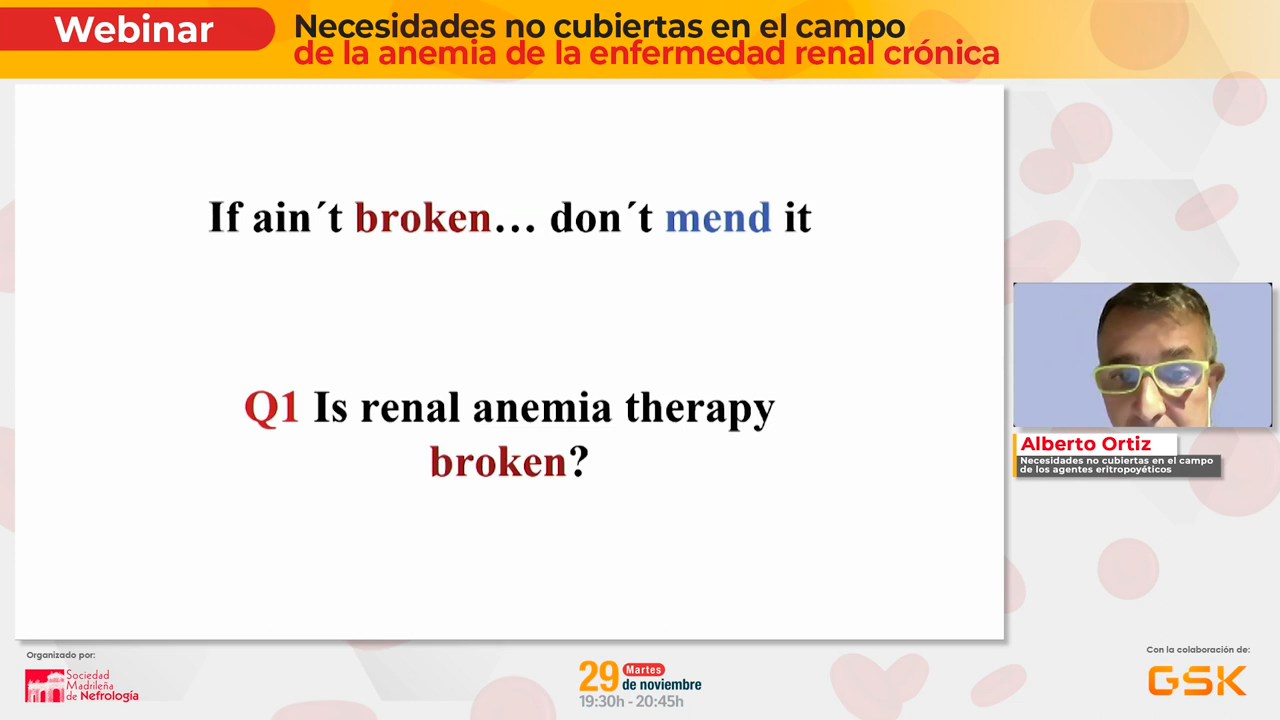 Webinar
Necesidades no cubiertas en el campo
de la anemia de la enfermedad renal crónica
If ain´t broken… don´t mend it
Q1 Is renal anemia therapy
broken?
Alberto Ortiz
Necesidades no cubiertas en el campo
de los agentes eritropoyéticos
Organizado por:
Sociedad
Madrileña
de Nefrología
29 Martes
de noviembre
19:30h - 20:45h
Con la colaboración de:
GSK